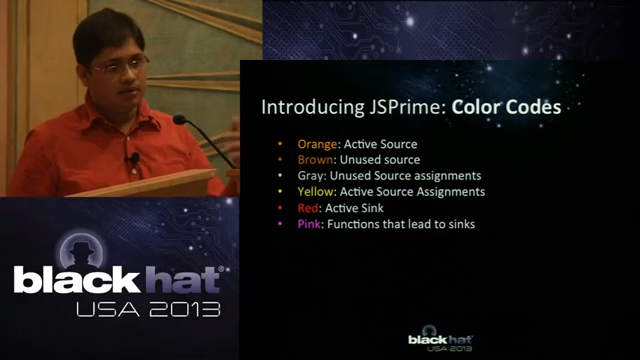 Introducing JSPrime: Color Codes
• Orange: Active Source
• Brown: Unused source
• Gray: Unused Source assignments
• Yellow: Active Source Assignments
• Red: Active Sink
• Pink: Functions that lead to sinks
black hat®
USA 2013
black hat®
USA 2013